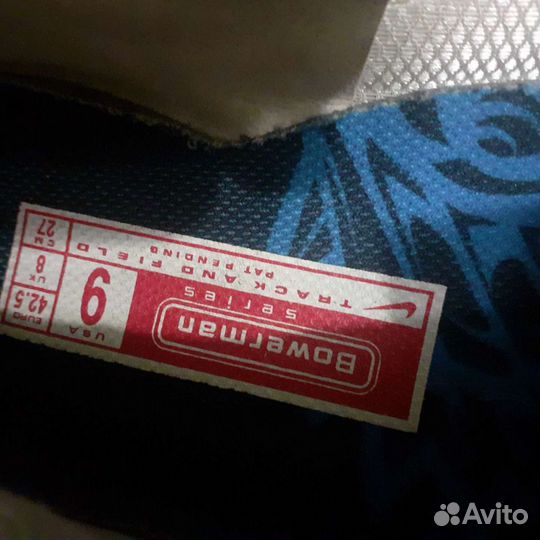 Bowerman
series
TRACK AND FIELD
PAT PENDING
USA
9
EURO
42.5
UK
8
CM
27
Avito